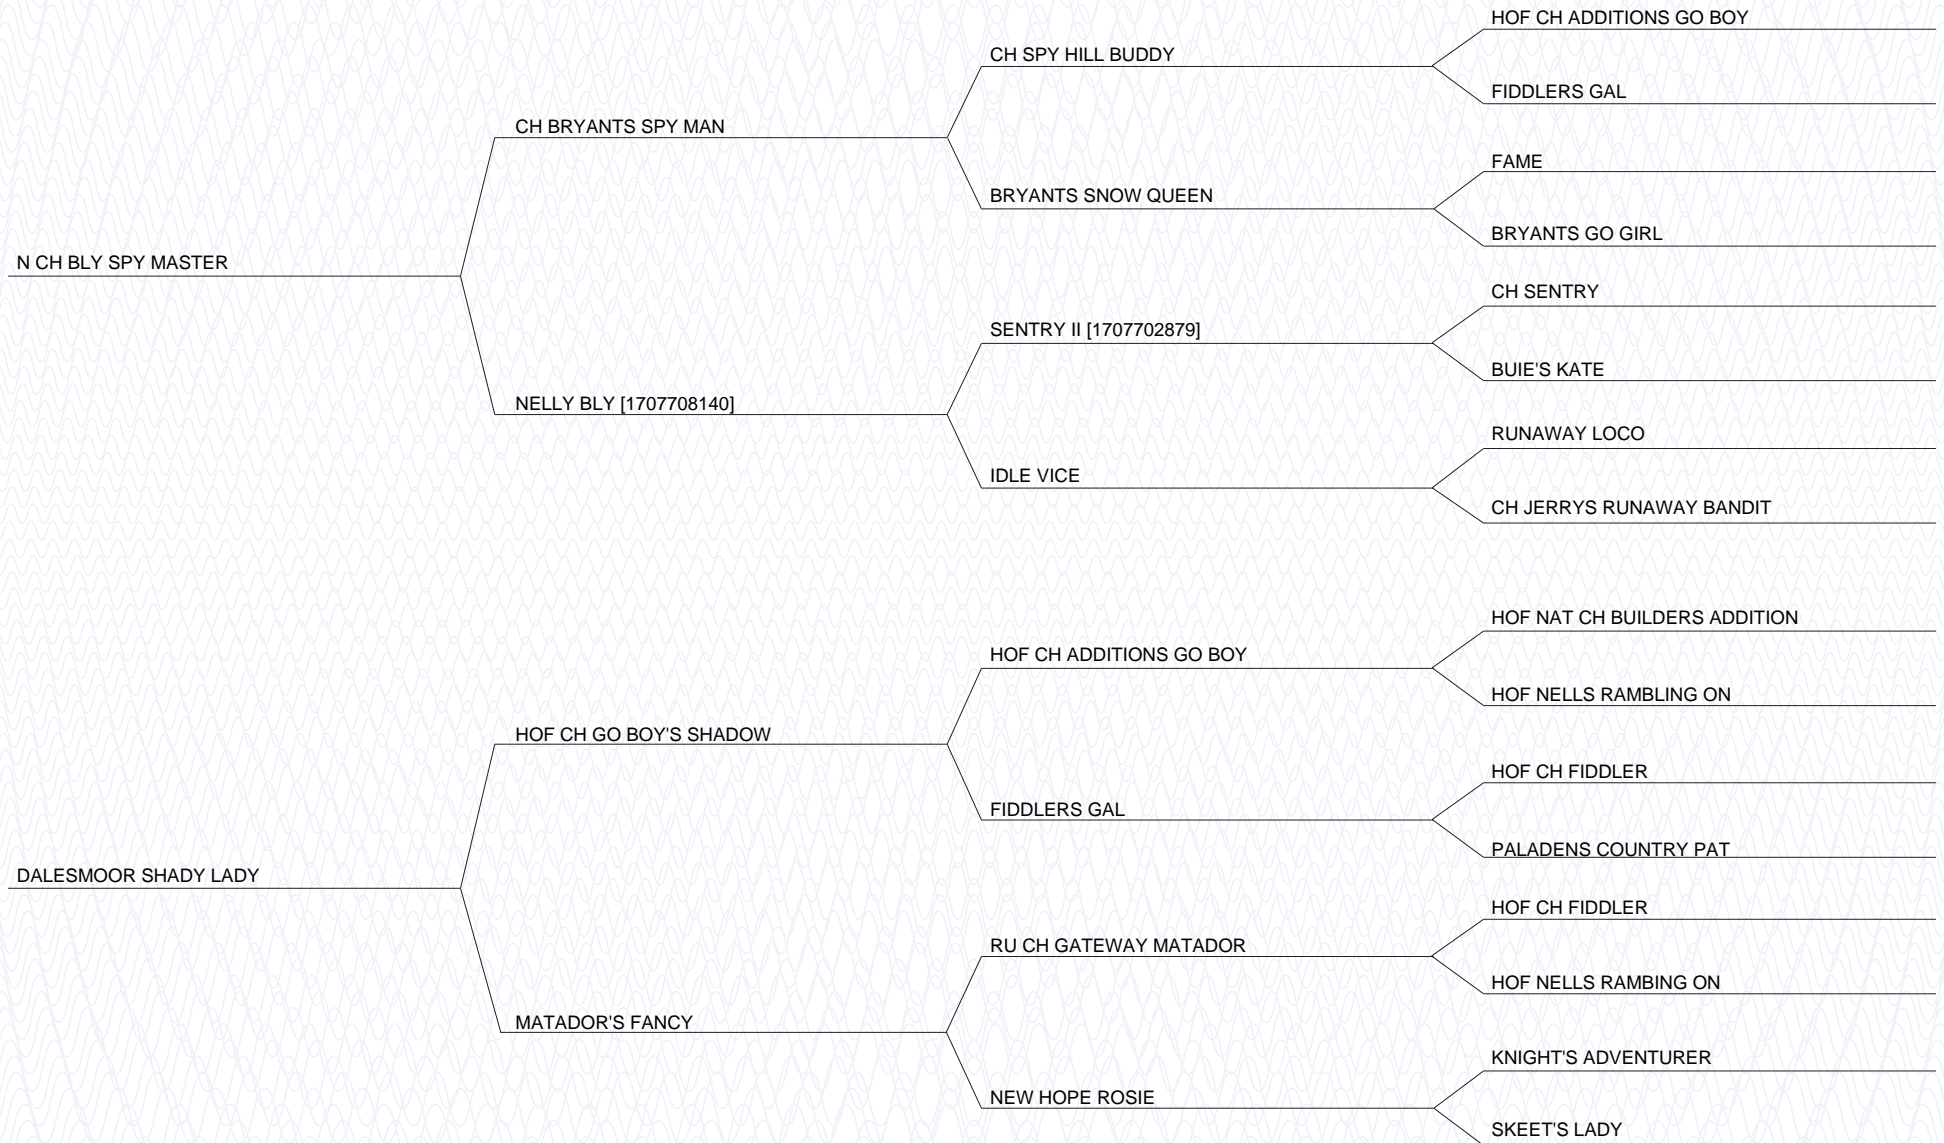 HOF CH ADDITIONS GO BOY
CH SPY HILL BUDDY
FIDDLERS GAL
CH BRYANTS SPY MAN
FAME
BRYANTS SNOW QUEEN
BRYANTS GO GIRL
N CH BLY SPY MASTER
CH SENTRY
SENTRY II [1707702879]
BUIE'S KATE
NELLY BLY [1707708140]
RUNAWAY LOCO
IDLE VICE
CH JERRYS RUNAWAY BANDIT
HOF NAT CH BUILDERS ADDITION
HOF CH ADDITIONS GO BOY
HOF NELLS RAMBLING ON
HOF CH GO BOY'S SHADOW
HOF CH FIDDLER
FIDDLERS GAL
PALADENS COUNTRY PAT
DALESMOOR SHADY LADY
HOF CH FIDDLER
RU CH GATEWAY MATADOR
HOF NELLS RAMBING ON
MATADOR'S FANCY
KNIGHT'S ADVENTURER
NEW HOPE ROSIE
SKEET'S LADY